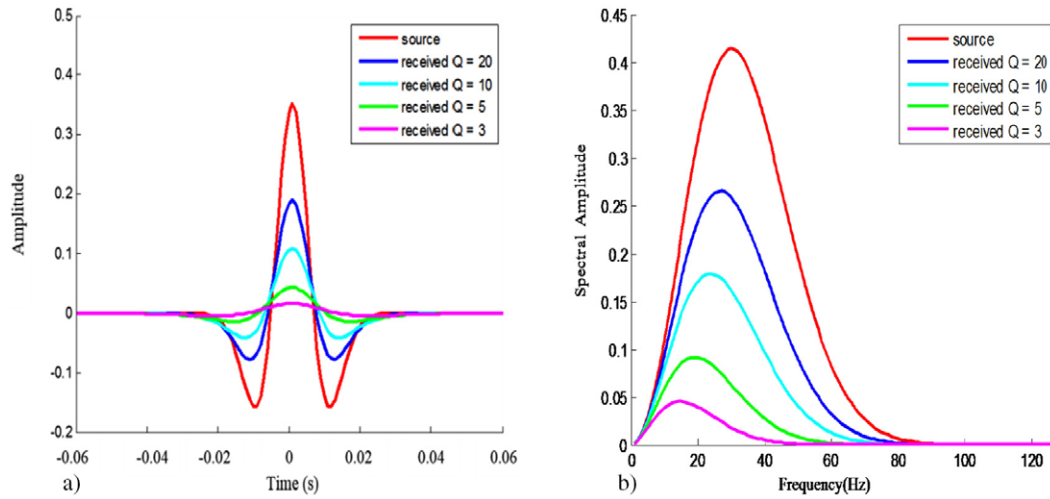 0.5
0.4
0.3
0.2
0.1
0
-0.1
-0.2
Amplitude
source
received Q = 20
received Q = 10
received Q = 5
received Q = 3
-0.06
-0.04
-0.02
0
0.02
0.04
0.06
Time (s)
a)
0.45
0.4
0.35
0.3
0.25
0.2
0.15
0.1
0.05
0
Spectral Amplitude
source
received Q = 20
received Q = 10
received Q = 5
received Q = 3
0
20
40
60
80
100
120
Frequency(Hz)
b)